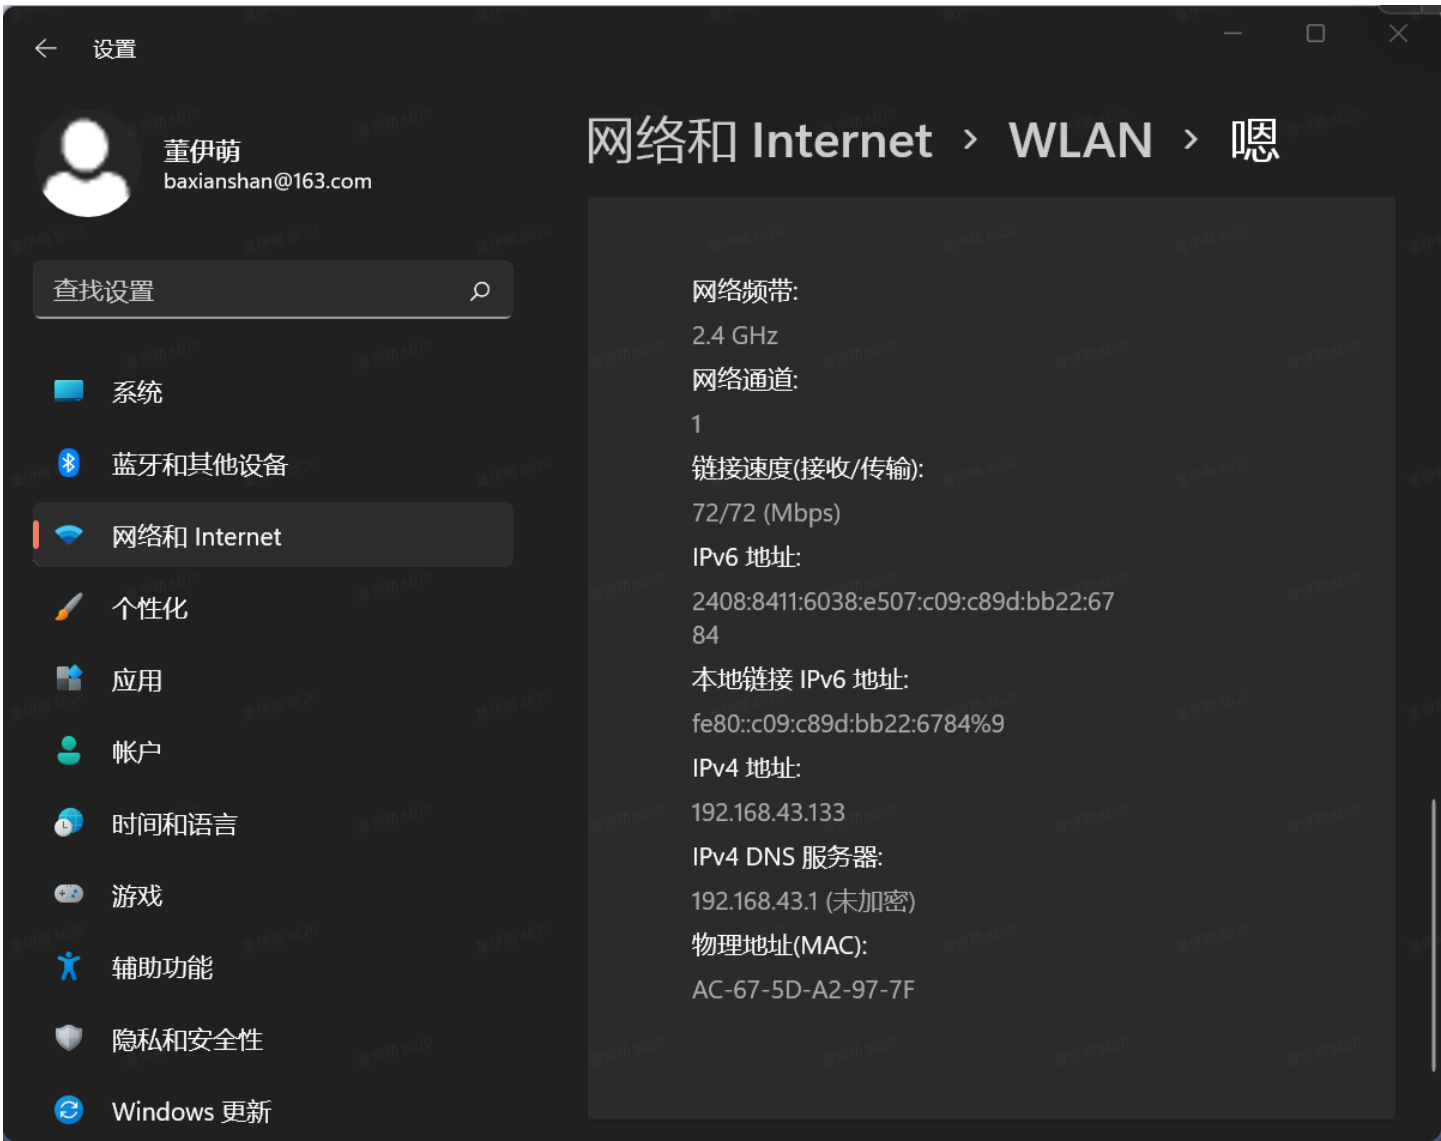 设置
董伊萌
baxianshan@163.com
查找设置
系统
蓝牙和其他设备
网络和 Internet
个性化
应用
帐户
时间和语言
游戏
辅助功能
隐私和安全性
Windows 更新
网络和 Internet › WLAN › 嗯
网络频带:
2.4 GHz
网络通道:
1
链接速度(接收/传输):
72/72 (Mbps)
IPv6 地址:
2408:8411:6038:e507:c09:c89d:bb22:67
84
本地链接 IPv6 地址:
fe80::c09:c89d:bb22:6784%9
IPv4 地址:
192.168.43.133
IPv4 DNS 服务器:
192.168.43.1 (未加密)
物理地址(MAC):
AC-67-5D-A2-97-7F
董伊萌 8620